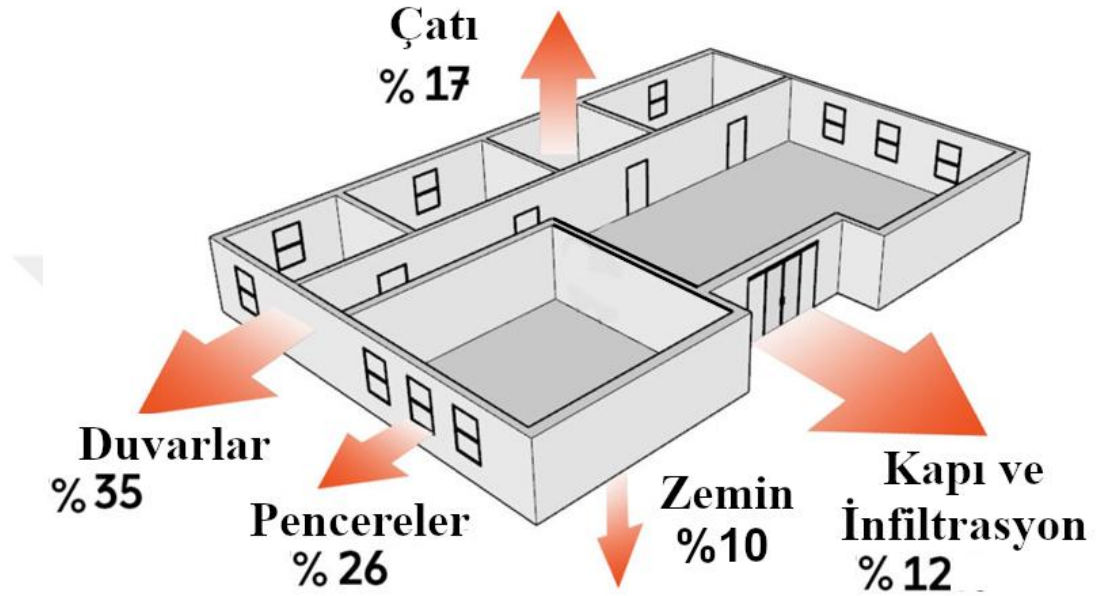 Çatı
% 17
Duvarlar
% 35
Pencereler
% 26
Zemin
%10
Kapı ve
İnfiltrasyon
% 12